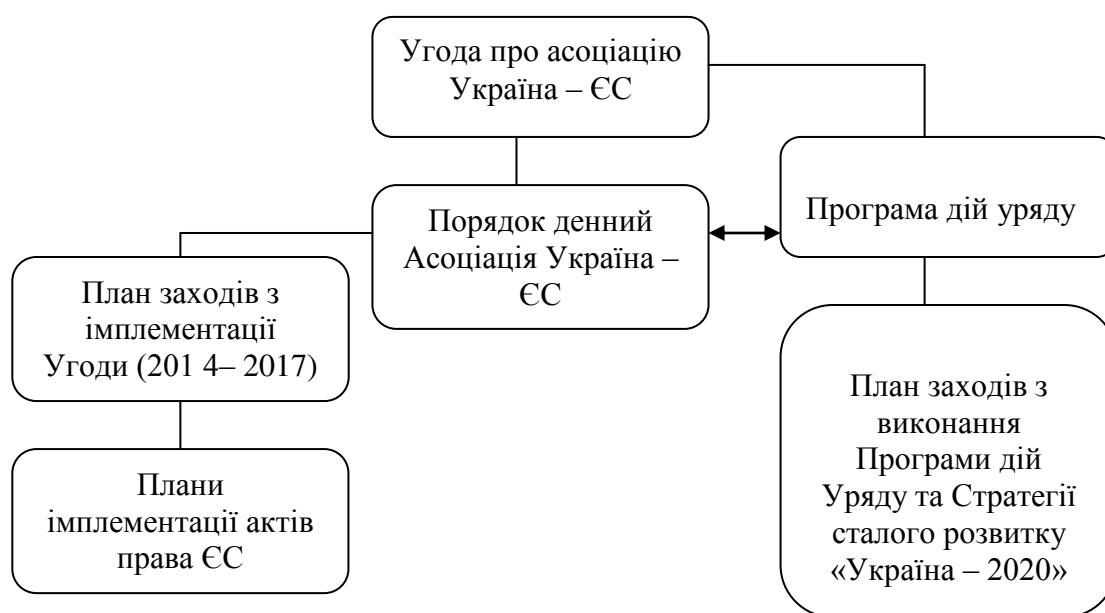 Угода про асоціацію
Україна – ЄС
Програма дій уряду
Порядок денний
Асоціація Україна –
ЄС
План заходів з
імплементації
Угоди (201 4– 2017)
План заходів з
виконання
Програми дій
Уряду та Стратегії
сталого розвитку
«Україна – 2020»
Плани
імплементації актів
права ЄС